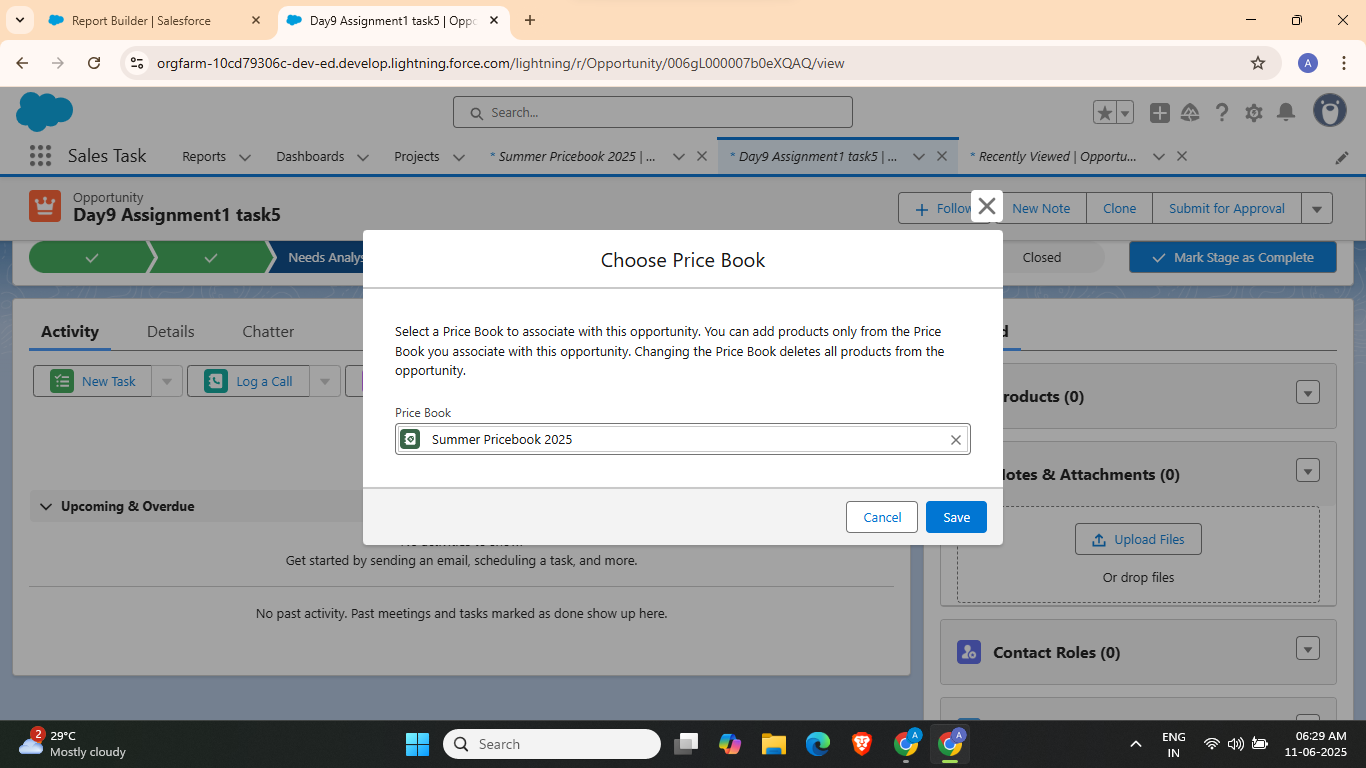 Report Builder | Salesforce
Day9 Assignment1 task5 | Oppo
orgfarm-10cd79306c-dev-ed.develop.lightning.force.com/lightning/r/Opportunity/006gL000007b0eXQAQ/view
A
Search...
Sales Task
Reports
Dashboards
Projects
* Summer Pricebook 2025 | ...
* Day9 Assignment1 task5 | ...
* Recently Viewed | Opportu...
Opportunity
Day9 Assignment1 task5
Follow
New Note
Clone
Submit for Approval
Needs Analys
Closed
Mark Stage as Complete
Choose Price Book
Select a Price Book to associate with this opportunity. You can add products only from the Price
Book you associate with this opportunity. Changing the Price Book deletes all products from the
opportunity.
Price Book
Summer Pricebook 2025
Cancel
Save
Activity
Details
Chatter
New Task
Log a Call
Upcoming & Overdue
No activities to show.
Get started by sending an email, scheduling a task, and more.
No past activity. Past meetings and tasks marked as done show up here.
roducts (0)
otes & Attachments (0)
Upload Files
Or drop files
Contact Roles (0)
2
29°C
Mostly cloudy
Search
A
A
ENG
IN
06:29 AM
11-06-2025